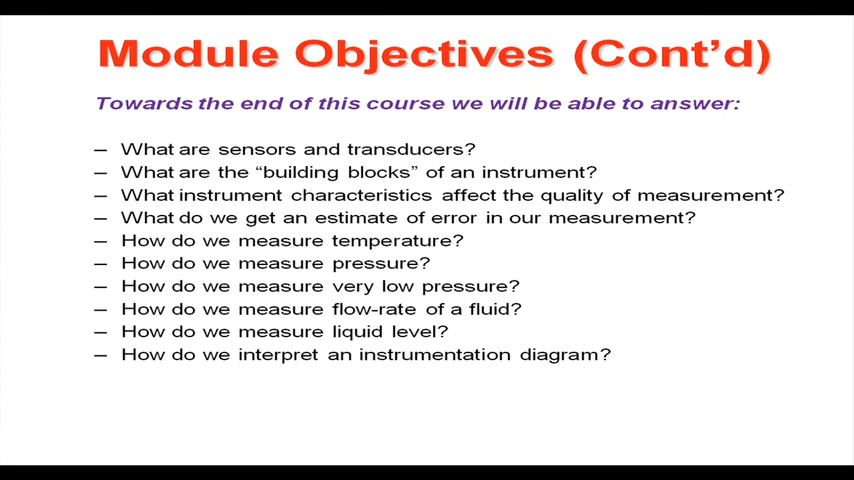 Module Objectives (Cont’d)
Towards the end of this course we will be able to answer:
– What are sensors and transducers?
– What are the “building blocks” of an instrument?
– What instrument characteristics affect the quality of measurement?
– What do we get an estimate of error in our measurement?
– How do we measure temperature?
– How do we measure pressure?
– How do we measure very low pressure?
– How do we measure flow-rate of a fluid?
– How do we measure liquid level?
– How do we interpret an instrumentation diagram?